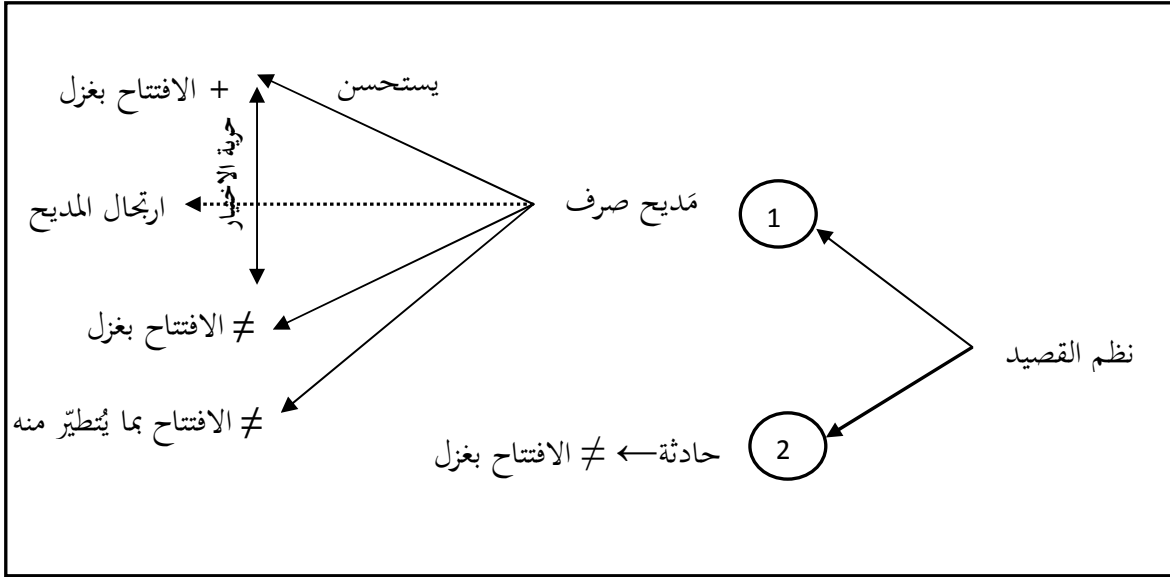 نظم القصيد
1
مَديح صرف
يستحسن
+ الافتتاح بغزل
حرية الاختيار
ارتجال المديح
≠ الافتتاح بغزل
≠ الافتتاح بما يُتطيّر منه
2
حادثة← ≠ الافتتاح بغزل